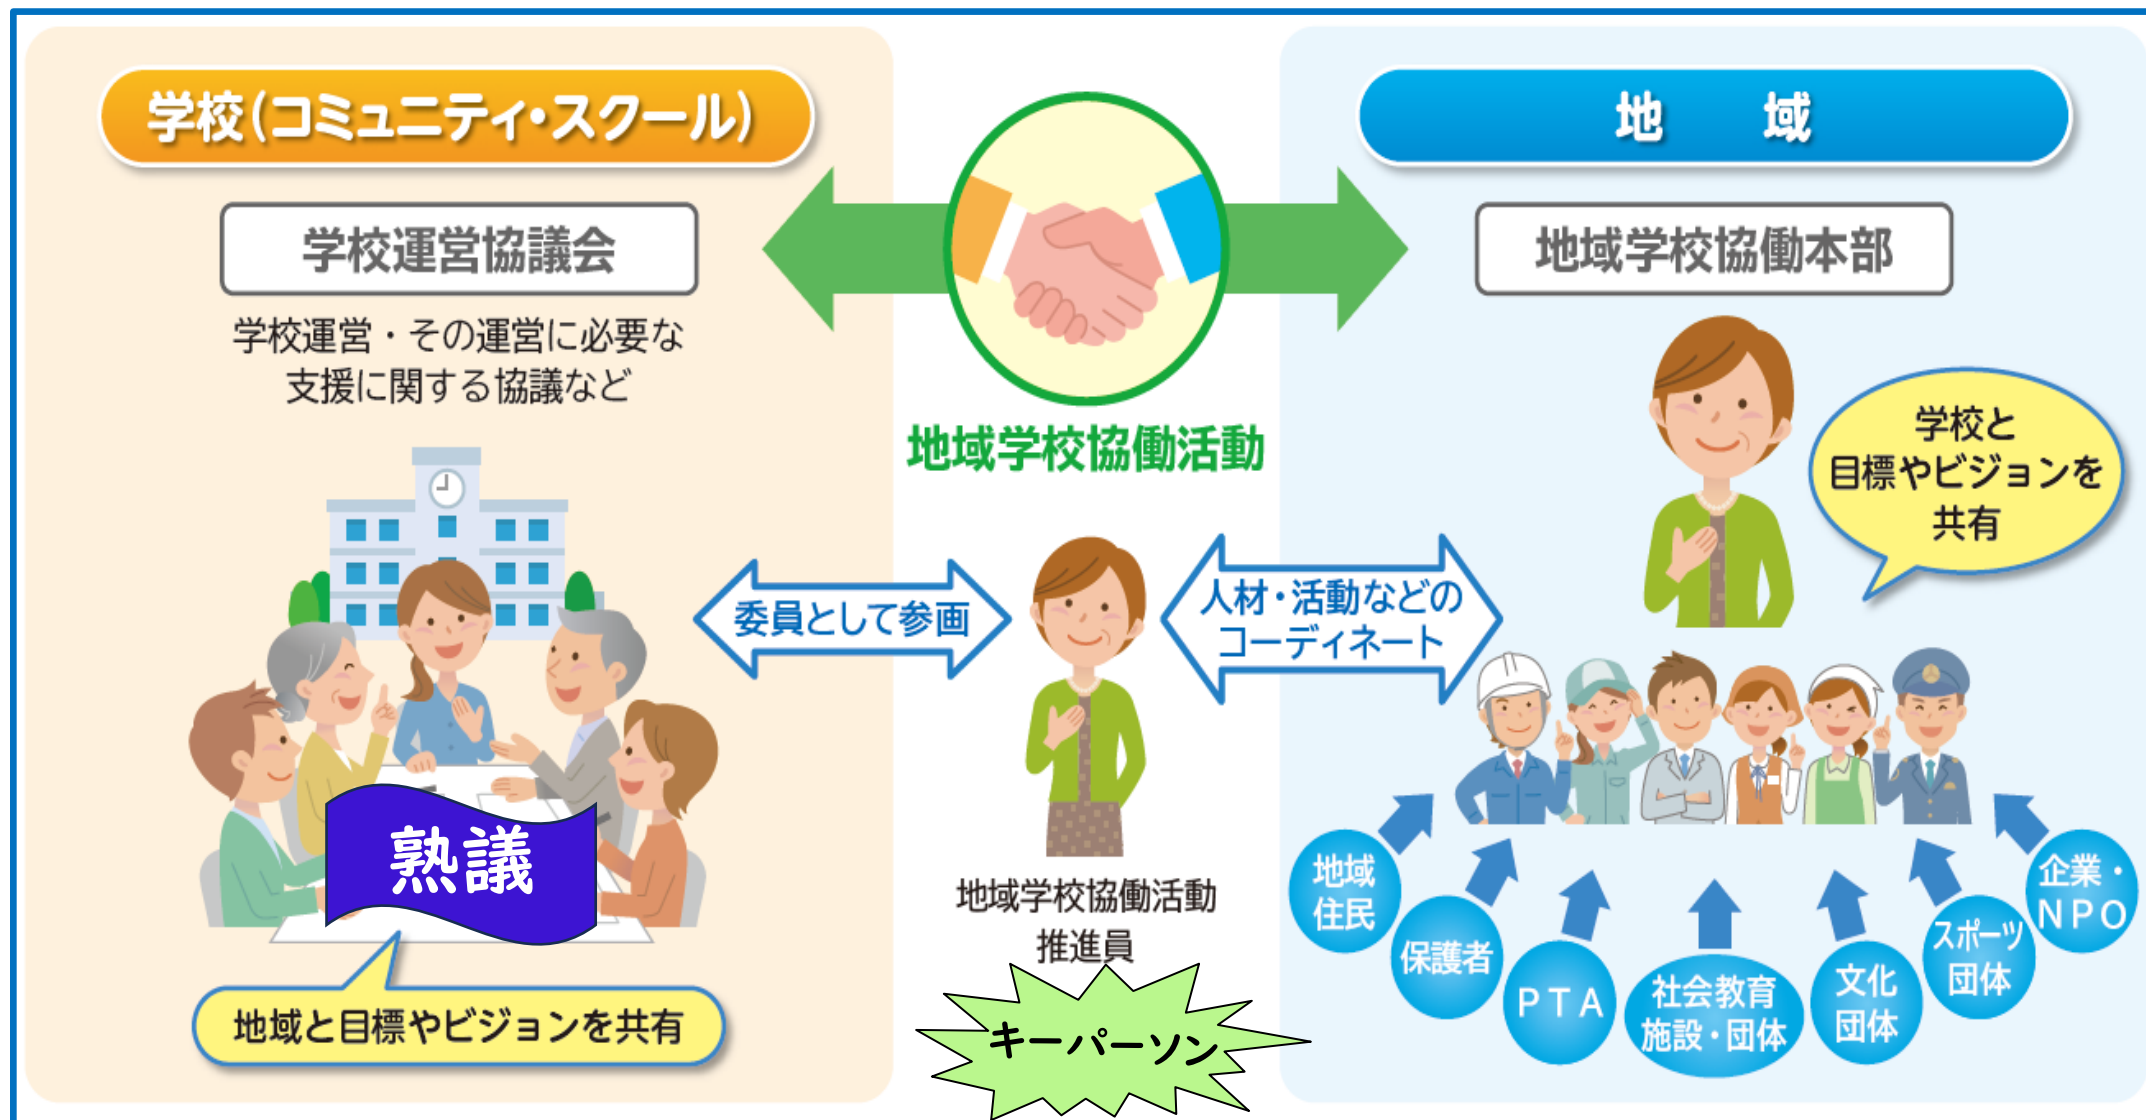 学校(コミュニティ・スクール)
学校運営協議会
学校運営・その運営に必要な
支援に関する協議など
熟議
地域と目標やビジョンを共有
地域学校協働活動
委員として参画
人材・活動などの
コーディネート
地域学校協働活動
推進員
キーパーソン
地 域
地域学校協働本部
学校と
目標やビジョンを
共有
地域
住民
保護者
PTA
社会教育
施設・団体
文化
団体
スポーツ
団体
企業・
NPO